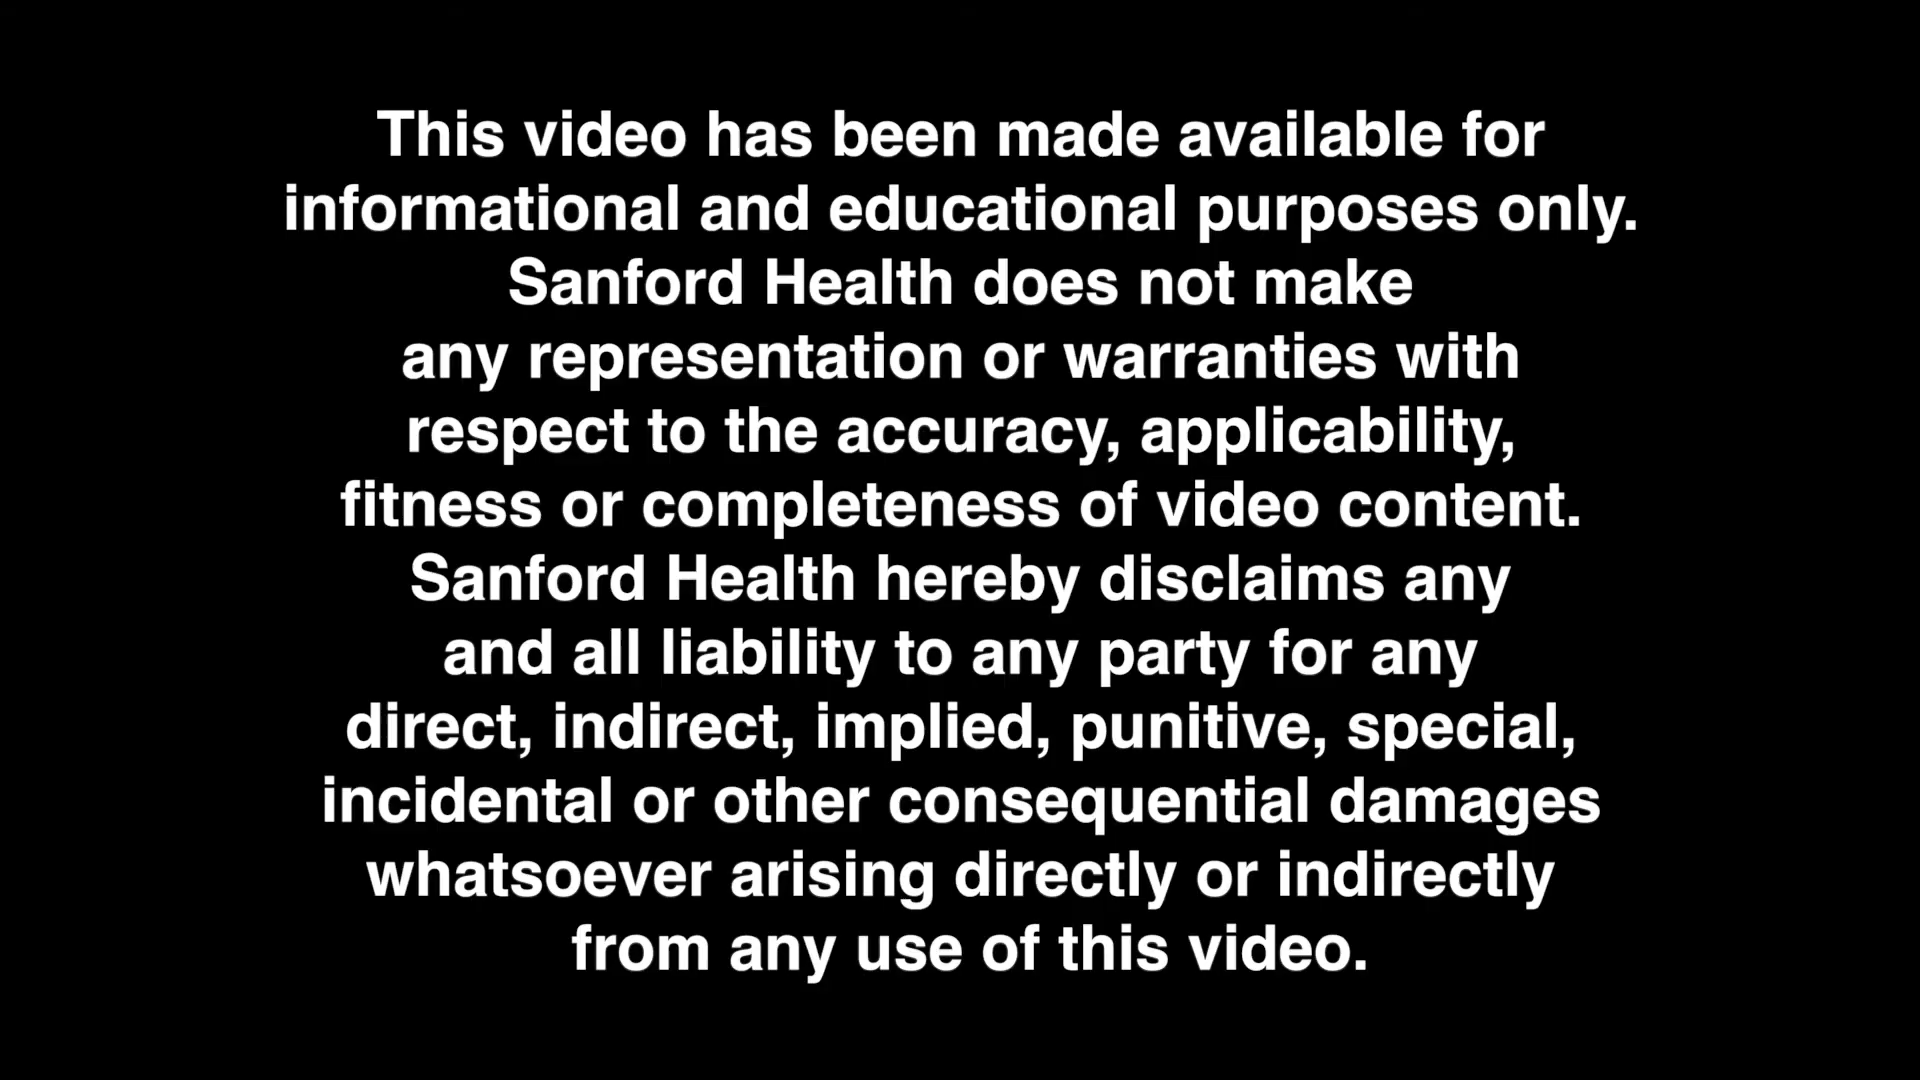 This video has been made available for
informational and educational purposes only.
Sanford Health does not make
any representation or warranties with
respect to the accuracy, applicability,
fitness or completeness of video content.
Sanford Health hereby disclaims any
and all liability to any party for any
direct, indirect, implied, punitive, special,
incidental or other consequential damages
whatsoever arising directly or indirectly
from any use of this video.